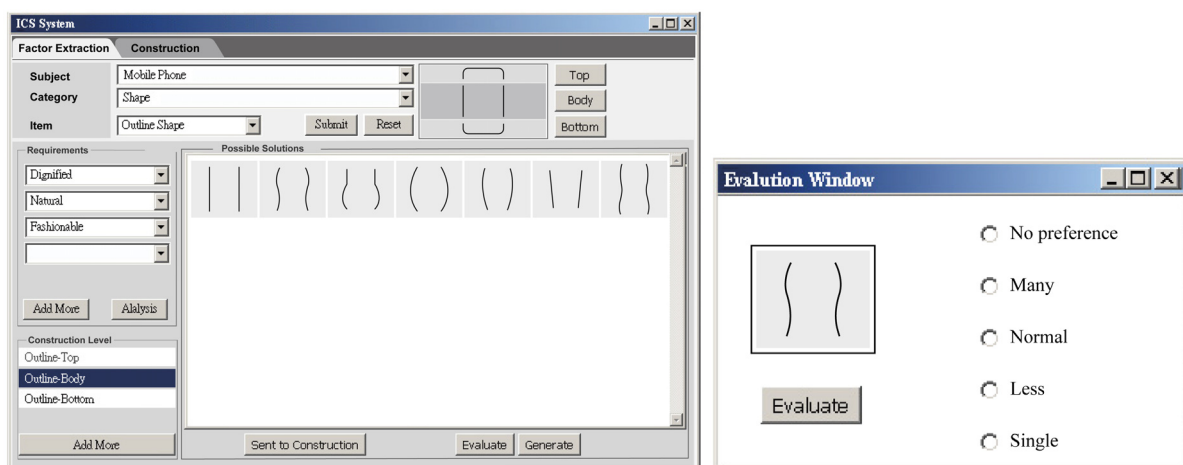 ICS System
Factor Extraction Construction
Subject Mobile Phone Top
Category Shape Body
Item Outline Shape Submit Reset Bottom
Requirements Possible Solutions
Dignified
Natural
Fashionable
Add More Alalysis
Construction Level
Outline-Top
Outline-Body
Outline-Bottom
Add More Sent to Construction Evaluate Generate
Evalution Window
No preference
Many
Normal
Less
Evaluate
Single